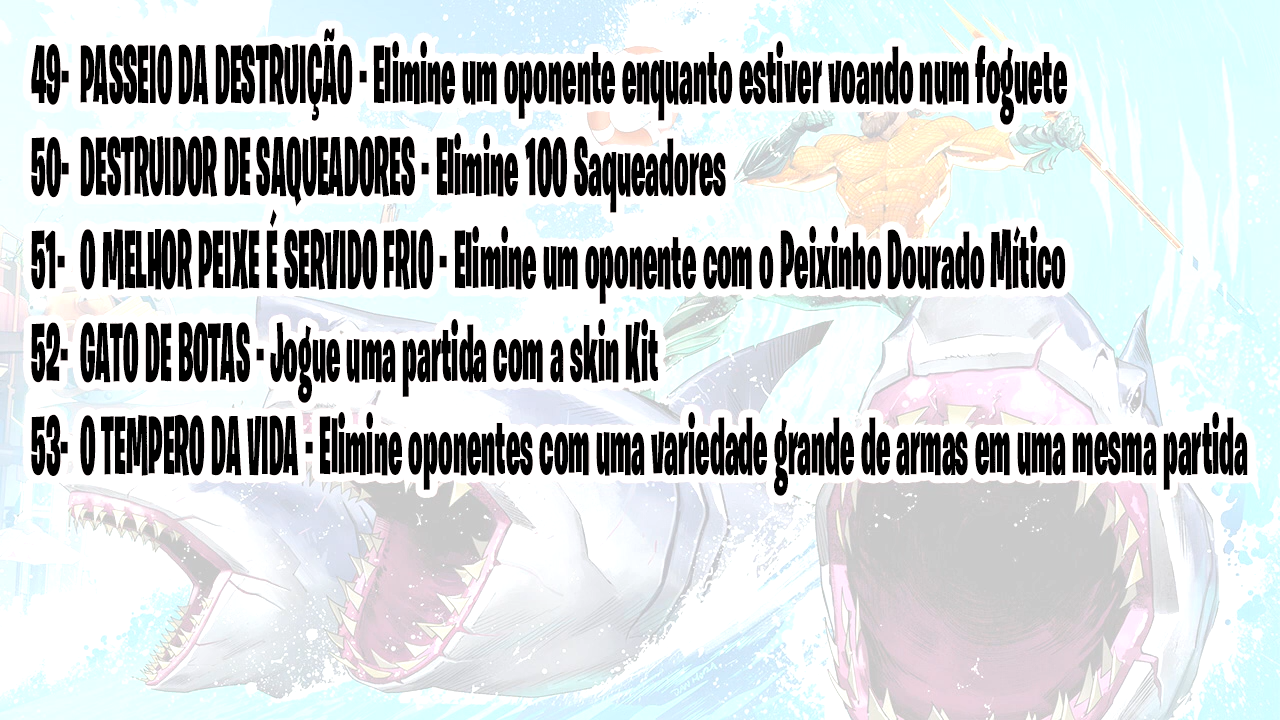 49- PASSEIO DA DESTRUIÇÃO - Elimine um oponente enquanto estiver voando num foguete
50- DESTRUIDOR DE SAQUEADORES - Elimine 100 Saqueadores
51- O MELHOR PEIXE É SERVIDO FRIO - Elimine um oponente com o Peixinho Dourado Mítico
52- GATO DE BOTAS - Jogue uma partida com a skin Kit
53- O TEMPERO DA VIDA - Elimine oponentes com uma variedade grande de armas em uma mesma partida
DAN MORA